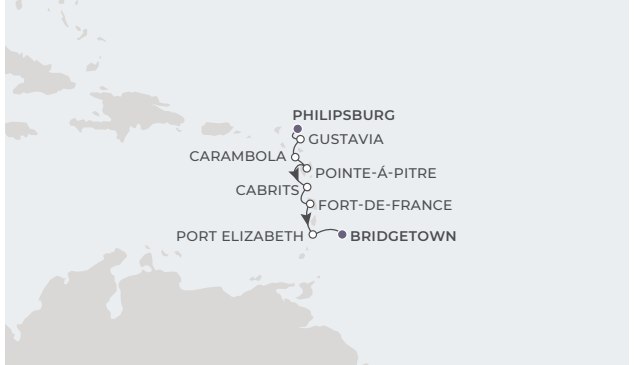 PHILIPSBURG
GUSTAVIA
CARAMBOLA
POINTE-Á-PITRE
CABRITS
FORT-DE-FRANCE
PORT ELIZABETH
BRIDGETOWN